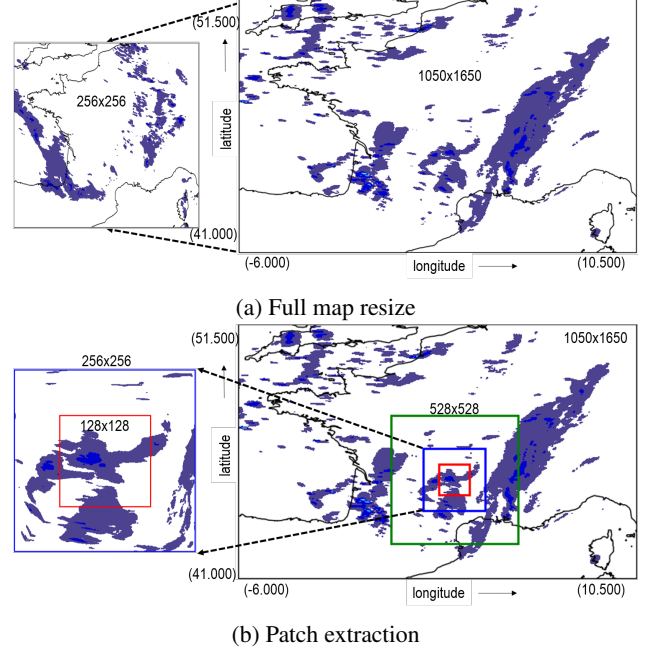 (51.500)
256x256
1050x1650
latitude
(41.000)
(-6.000)
longitude
(10.500)
(a) Full map resize
(51.500)
1050x1650
256x256
528x528
128x128
latitude
(41.000)
(-6.000)
longitude
(10.500)
(b) Patch extraction